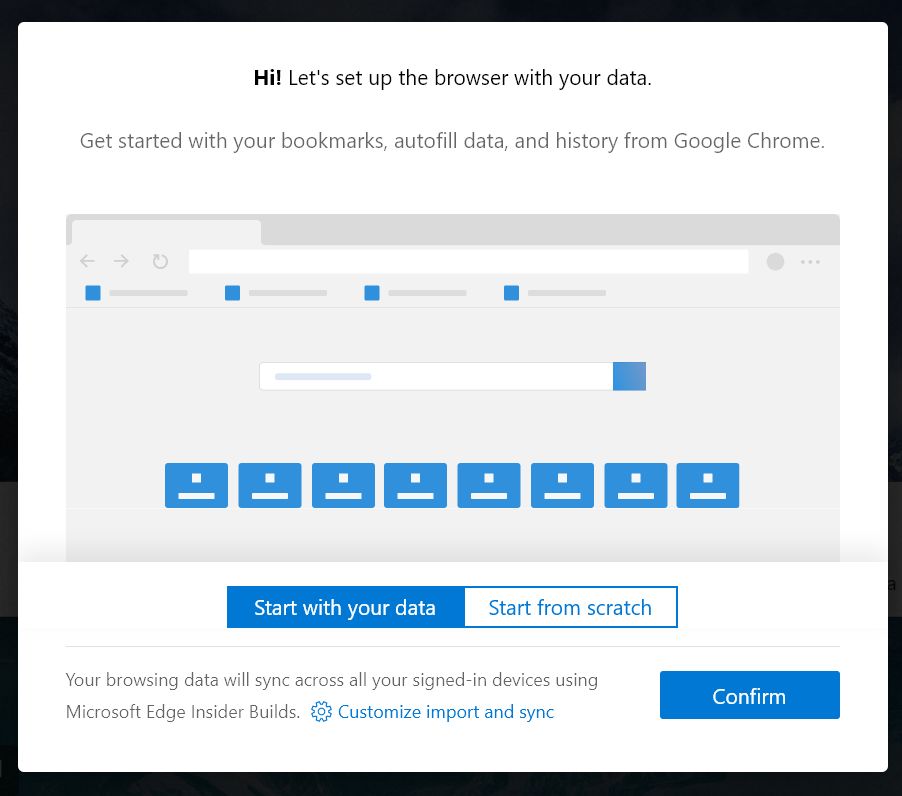 Hi! Let's set up the browser with your data.
Get started with your bookmarks, autofill data, and history from Google Chrome.
Start with your data
Start from scratch
Your browsing data will sync across all your signed-in devices using
Microsoft Edge Insider Builds. Customize import and sync
Confirm